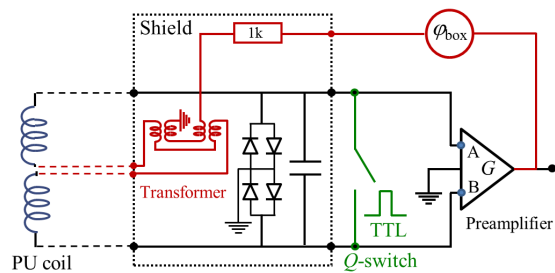 Shield
1k
φbox
A
G
B
Transformer
TTL
Preamplifier
PU coil
Q-switch